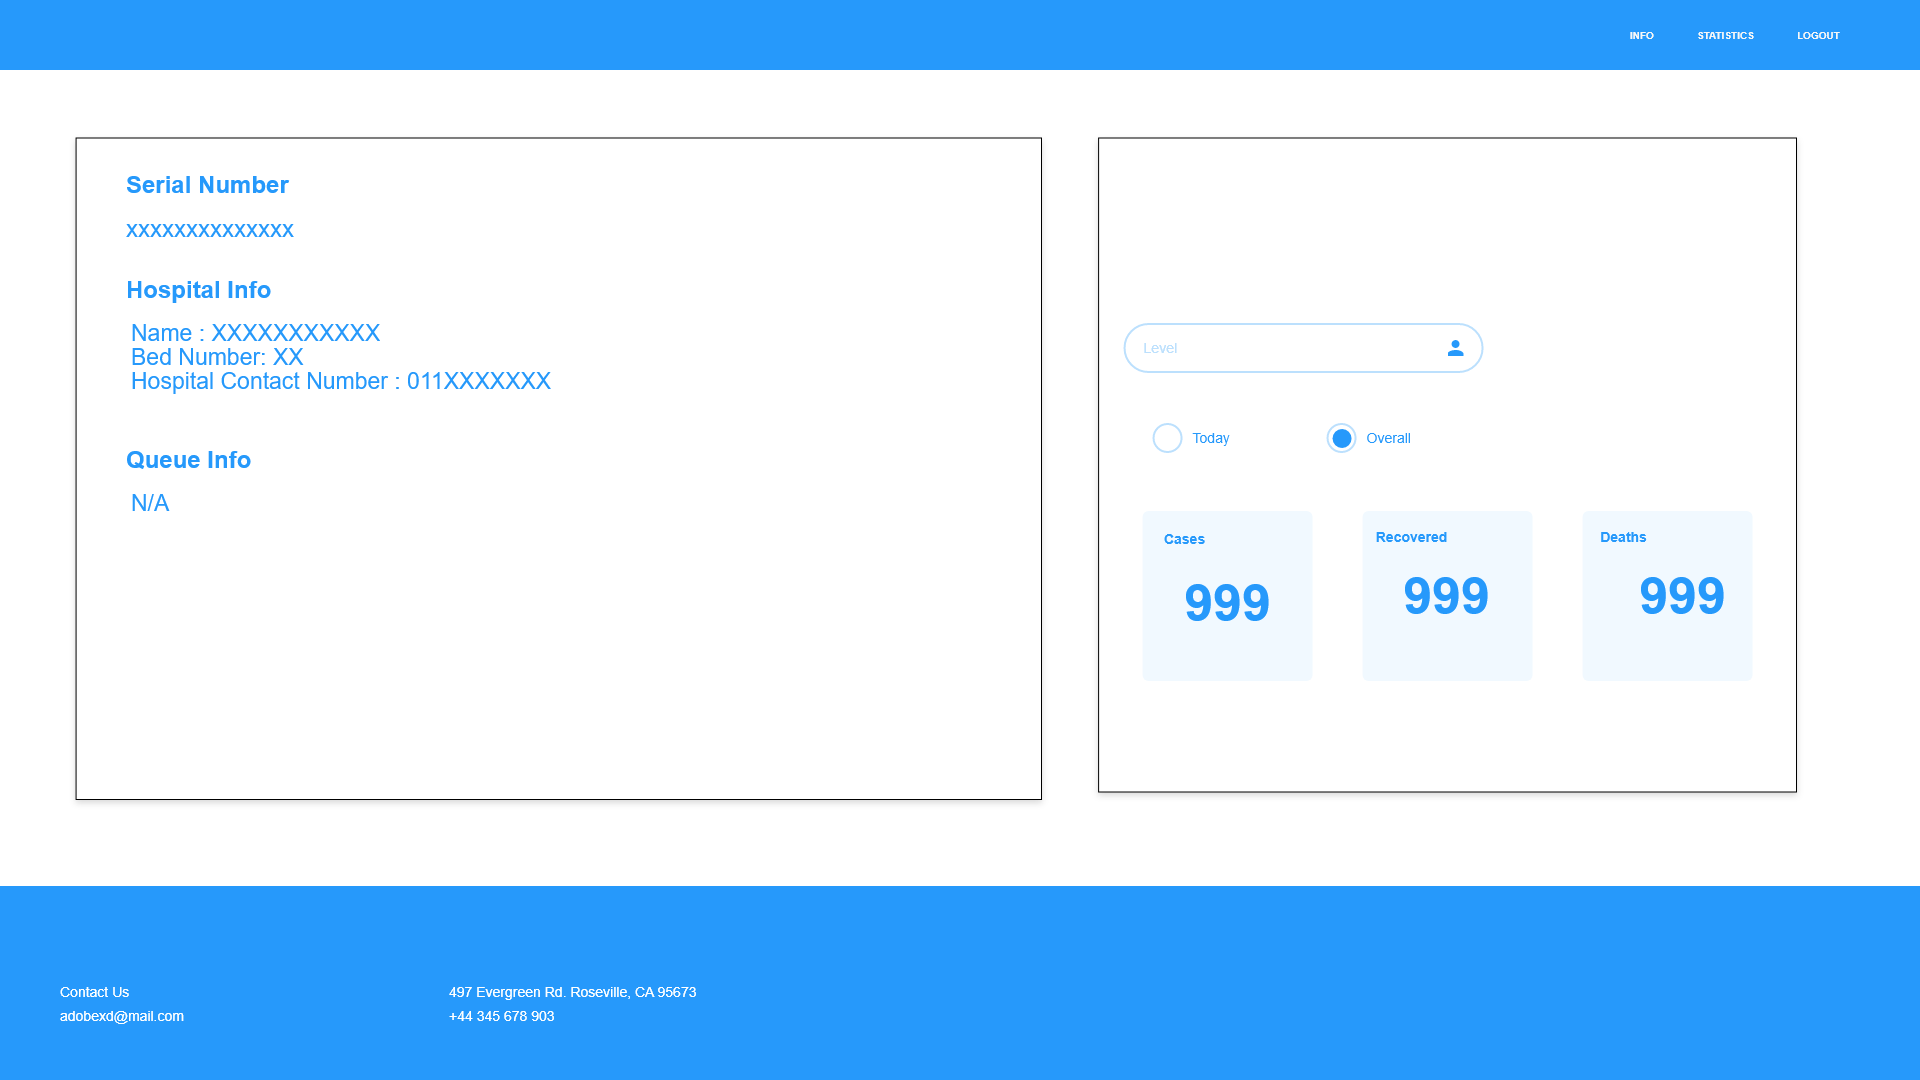 INFO STATISTICS LOGOUT
Serial Number
XXXXXXXXXXXXXX
Hospital Info
Name : XXXXXXXXXXX
Bed Number: XX
Hospital Contact Number : 011XXXXXXX
Queue Info
N/A
Level
Today Overall
Cases
999
Recovered
999
Deaths
999
Contact Us
adobexd@mail.com
497 Evergreen Rd. Roseville, CA 95673
+44 345 678 903